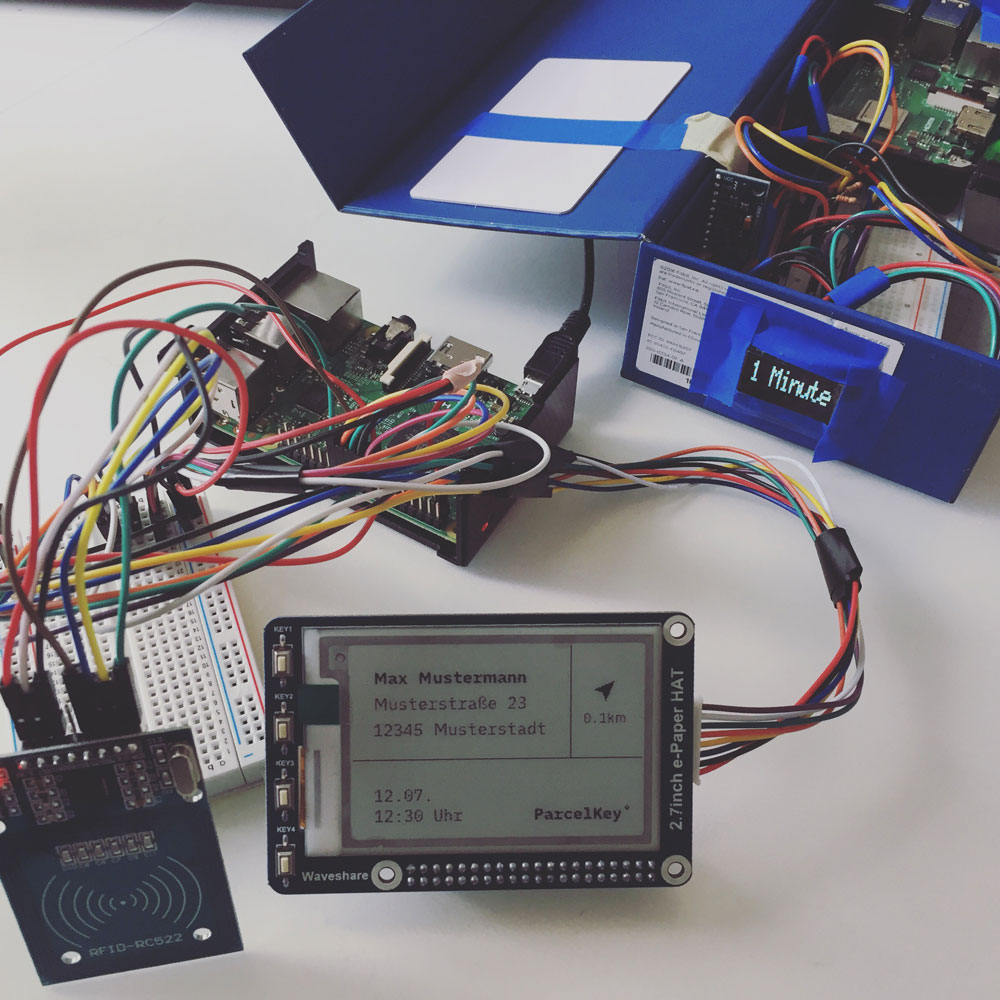 1 Minute
KEY1
KEY2
KEY3
KEY4
Max Mustermann
Musterstraße 23
12345 Musterstadt
0.1km
12.07.
12:30 Uhr
ParcelKey°
2.7inch e-Paper HAT
Waveshare
RFID-RC522